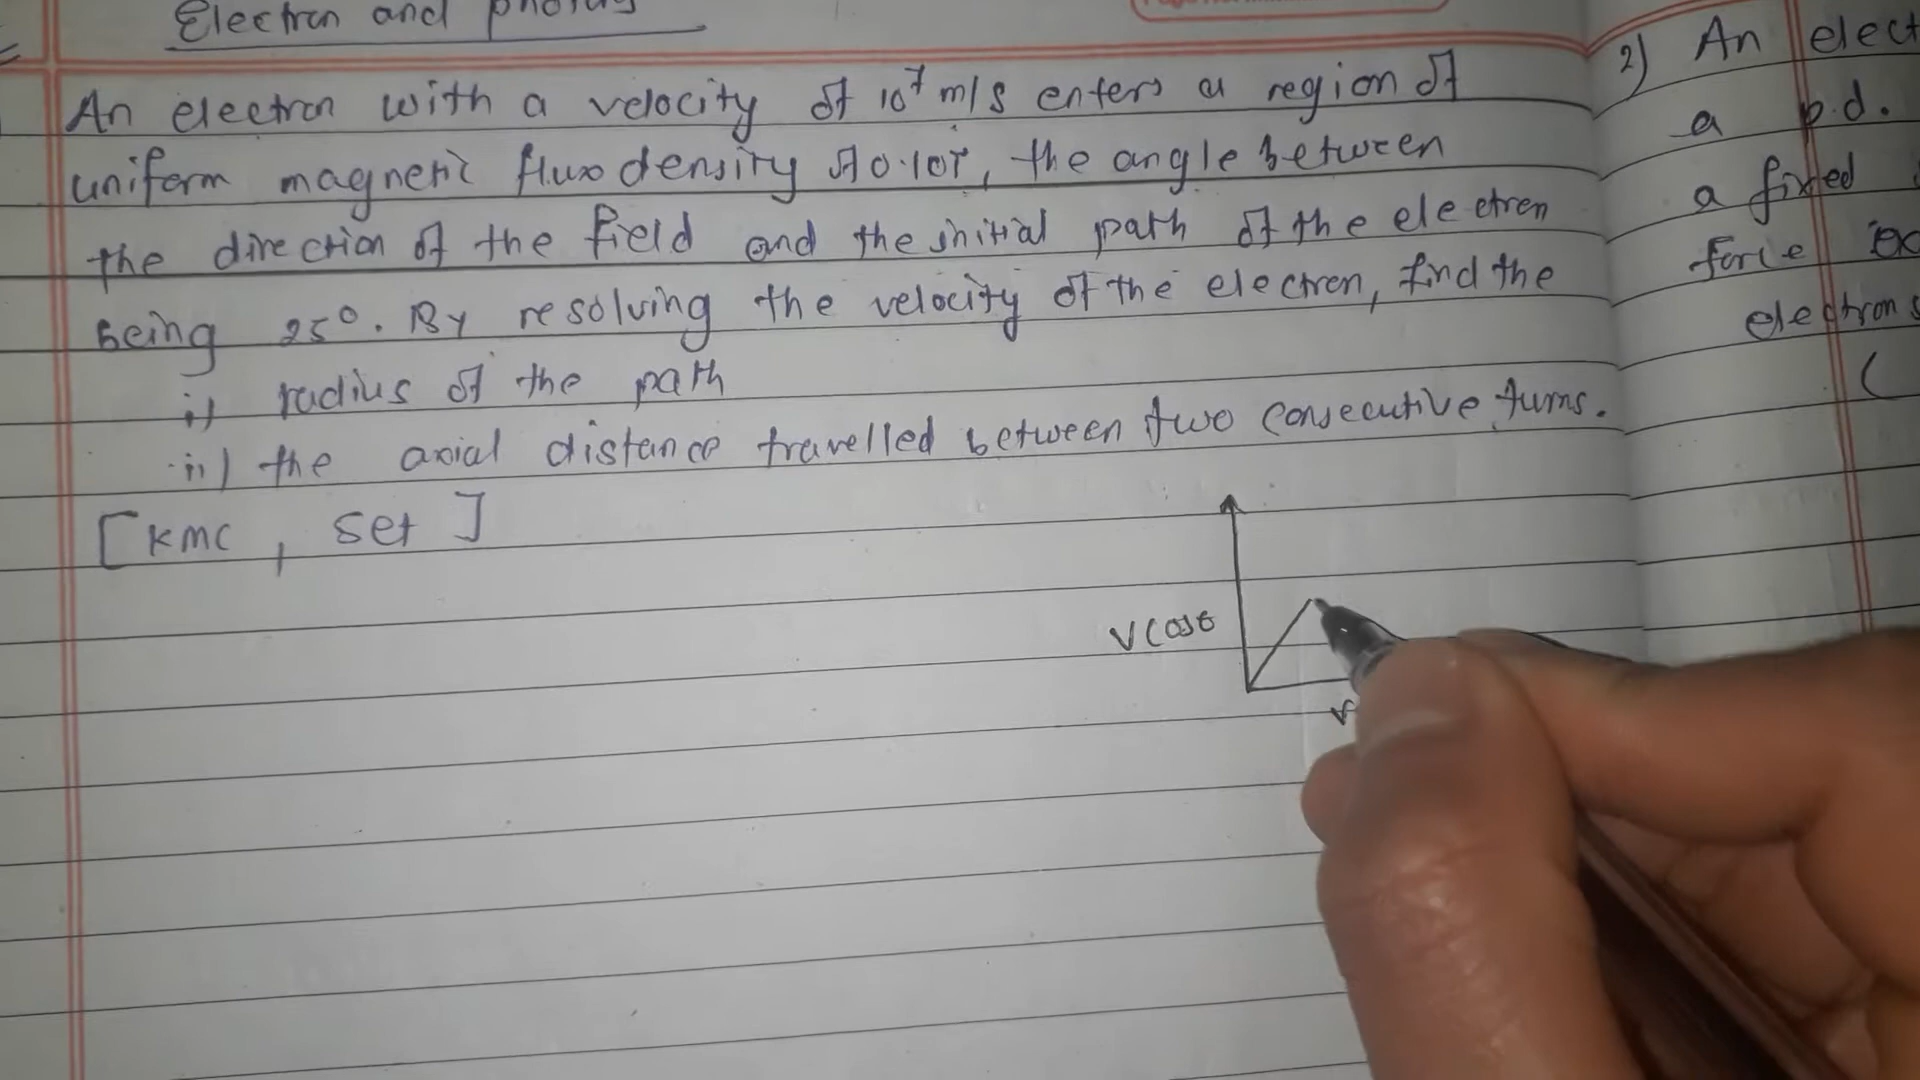 Electron and photons
An electron with a velocity of 10⁷ m/s enters a region of
uniform magnetic flux density of 0.10T, the angle between
the direction of the field and the initial path of the electron
being 25°. By resolving the velocity of the electron, find the
i) radius of the path
ii) the axial distance travelled between two consecutive turns.
[KMC, set]
V cosθ
v
2) An elect
a p.d.
a fixed
force
electrons
(